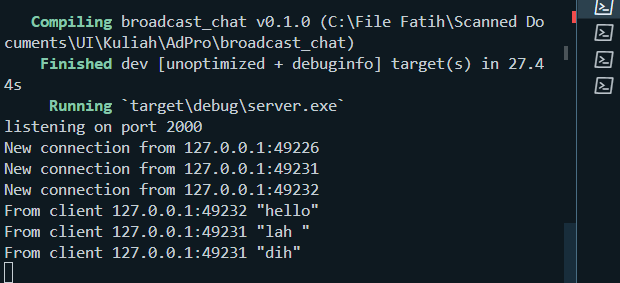 Compiling broadcast_chat v0.1.0 (C:\File Fatih\Scanned Do
cuments\UI\Kuliah\AdPro\broadcast_chat)
Finished dev [unoptimized + debuginfo] target(s) in 27.4
4s
Running `target\debug\server.exe`
listening on port 2000
New connection from 127.0.0.1:49226
New connection from 127.0.0.1:49231
New connection from 127.0.0.1:49232
From client 127.0.0.1:49232 "hello"
From client 127.0.0.1:49231 "lah "
From client 127.0.0.1:49231 "dih"